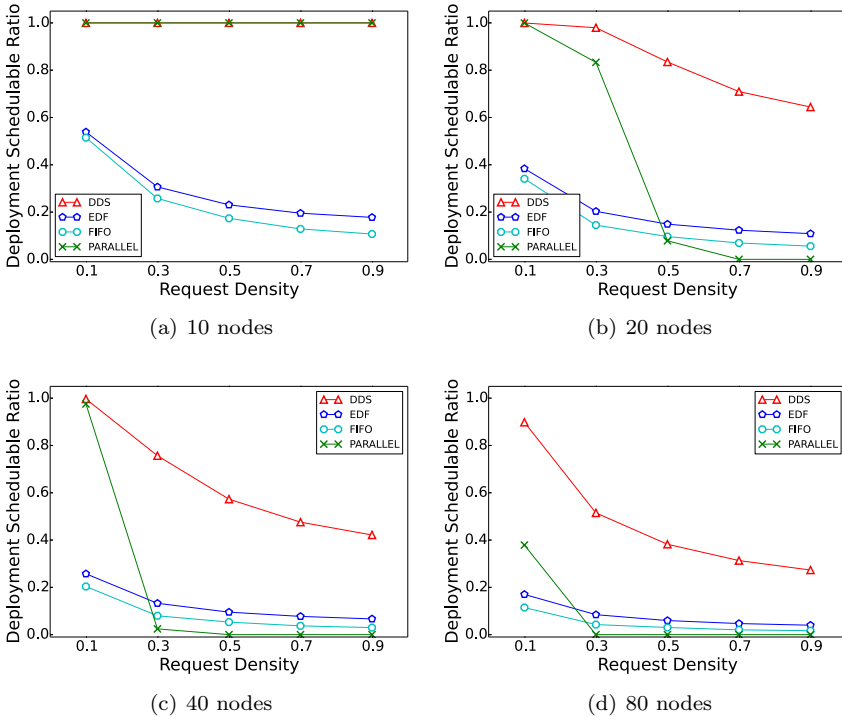 Deployment Schedulable Ratio
1.0
0.8
0.6
0.4
0.2
0.0
DDS
EDF
FIFO
PARALLEL
0.1 0.3 0.5 0.7 0.9
Request Density
(a) 10 nodes
Deployment Schedulable Ratio
1.0
0.8
0.6
0.4
0.2
0.0
DDS
EDF
FIFO
PARALLEL
0.1 0.3 0.5 0.7 0.9
Request Density
(b) 20 nodes
Deployment Schedulable Ratio
1.0
0.8
0.6
0.4
0.2
0.0
DDS
EDF
FIFO
PARALLEL
0.1 0.3 0.5 0.7 0.9
Request Density
(c) 40 nodes
Deployment Schedulable Ratio
1.0
0.8
0.6
0.4
0.2
0.0
DDS
EDF
FIFO
PARALLEL
0.1 0.3 0.5 0.7 0.9
Request Density
(d) 80 nodes